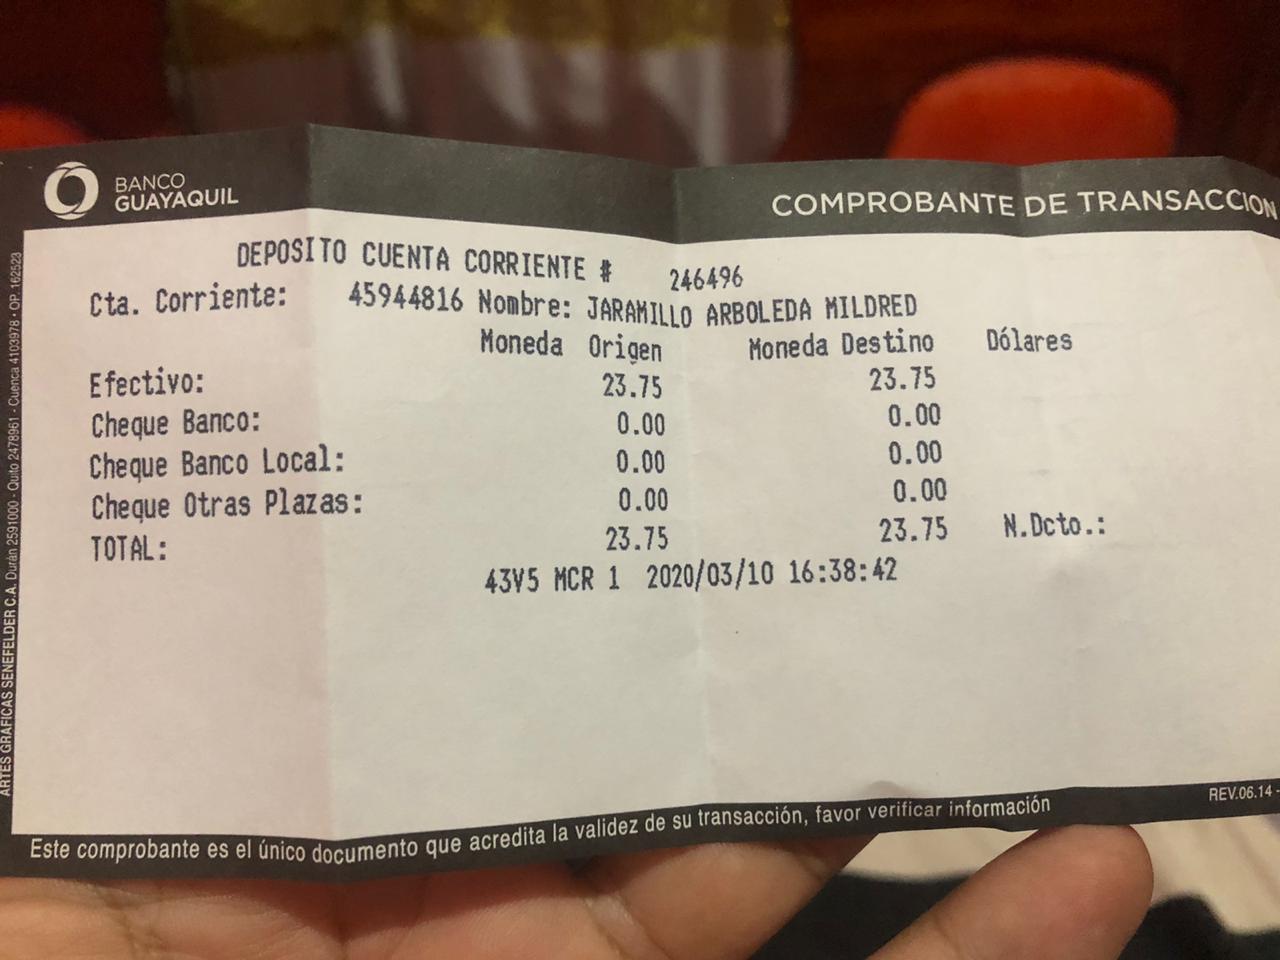 BANCO
GUAYAQUIL
COMPROBANTE DE TRANSACCION
DEPOSITO CUENTA CORRIENTE # 246496
Cta. Corriente: 45944816 Nombre: JARAMILLO ARBOLEDA MILDRED
Moneda Origen Moneda Destino Dólares
Efectivo: 23.75 23.75
Cheque Banco: 0.00 0.00
Cheque Banco Local: 0.00 0.00
Cheque Otras Plazas: 0.00 0.00
TOTAL: 23.75 23.75 N.Dcto.:
43V5 MCR 1 2020/03/10 16:38:42
Este comprobante es el único documento que acredita la validez de su transacción, favor verificar información
REV.06.14 -
ARTES GRAFICAS SENEFELDER C.A. Durán 2591000 - Quito 2478961 - Cuenca 4103978 - OP. 162523